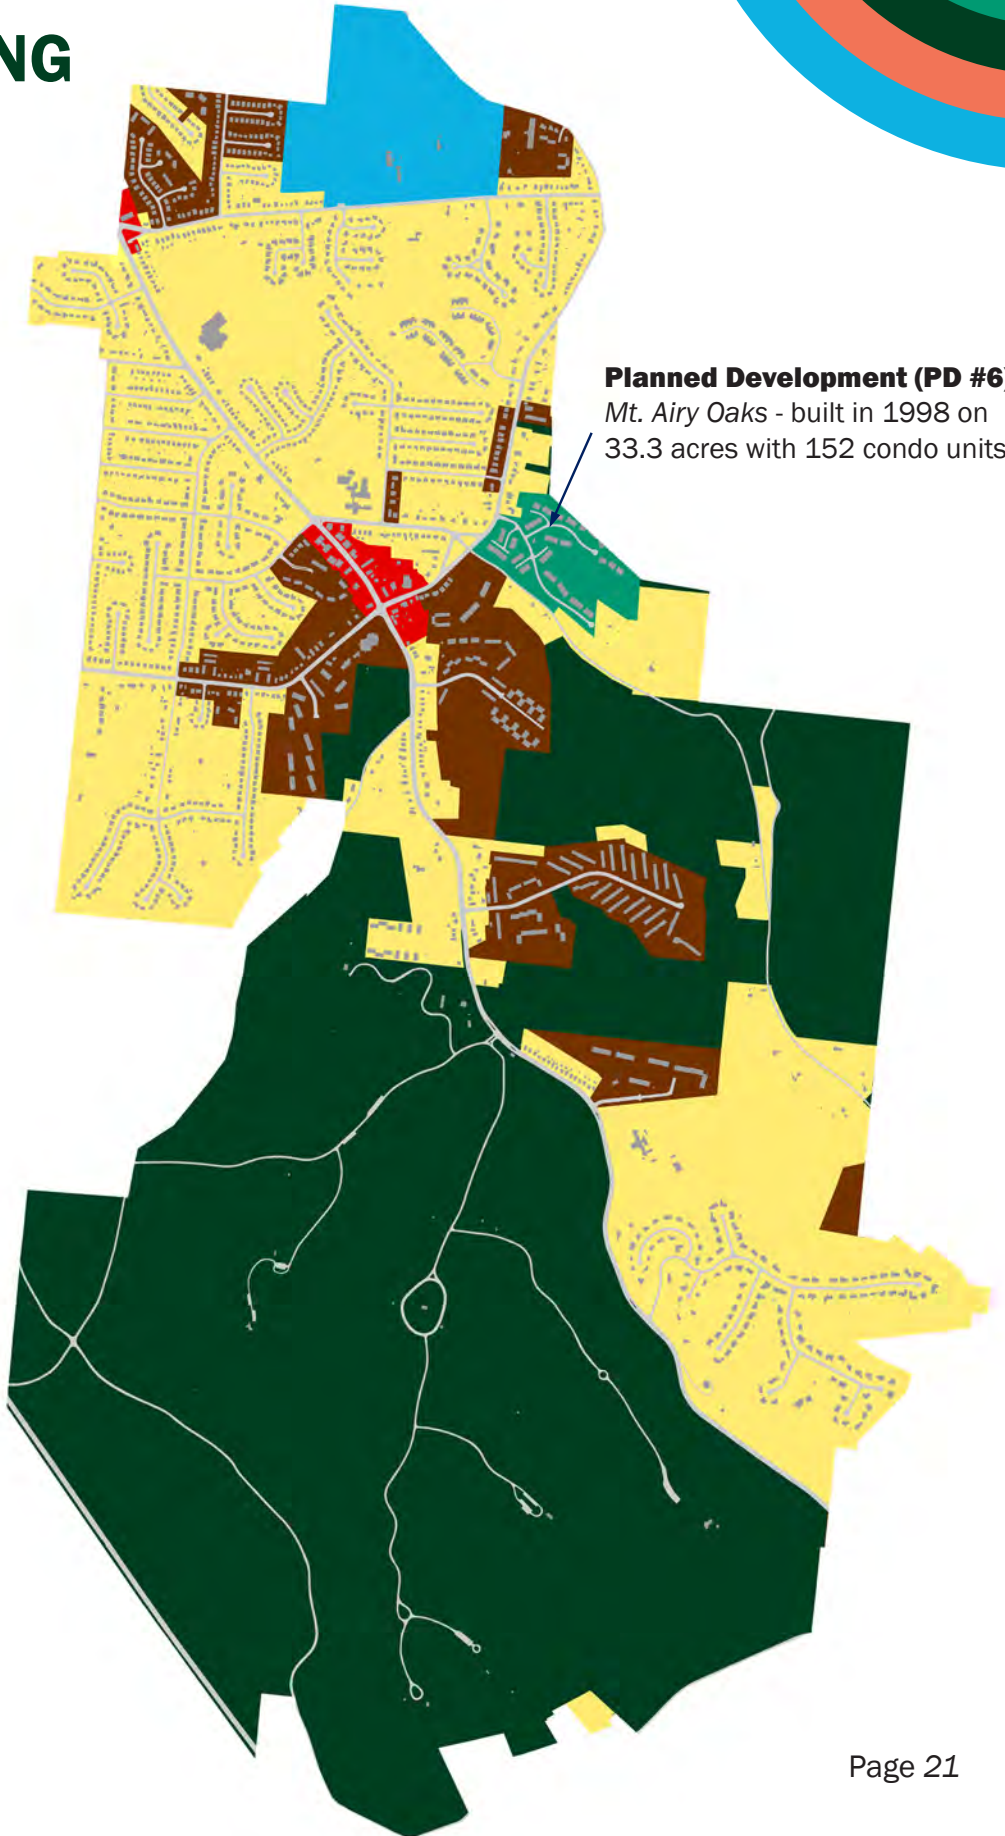 NG
Planned Development (PD #6)
Mt. Airy Oaks - built in 1998 on
33.3 acres with 152 condo units
Page 21